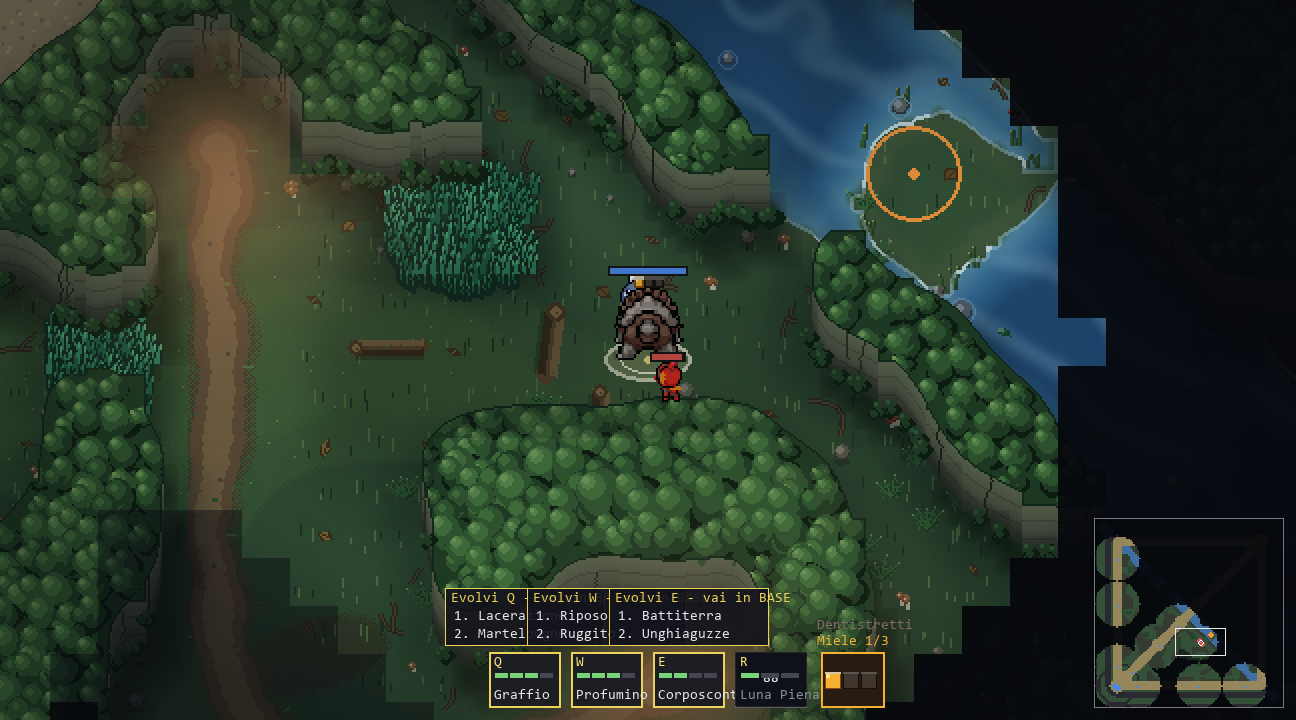 Evolvi Q
Evolvi W
Evolvi E - vai in BASE
1. Lacera
1. Riposo
1. Battiterra
2. Martel
2. Ruggit
2. Unghiaguzze
Dentistretti
Miele 1/3
Q
W
E
R
88
Graffio
Profumino
Corposcont
Luna Piena